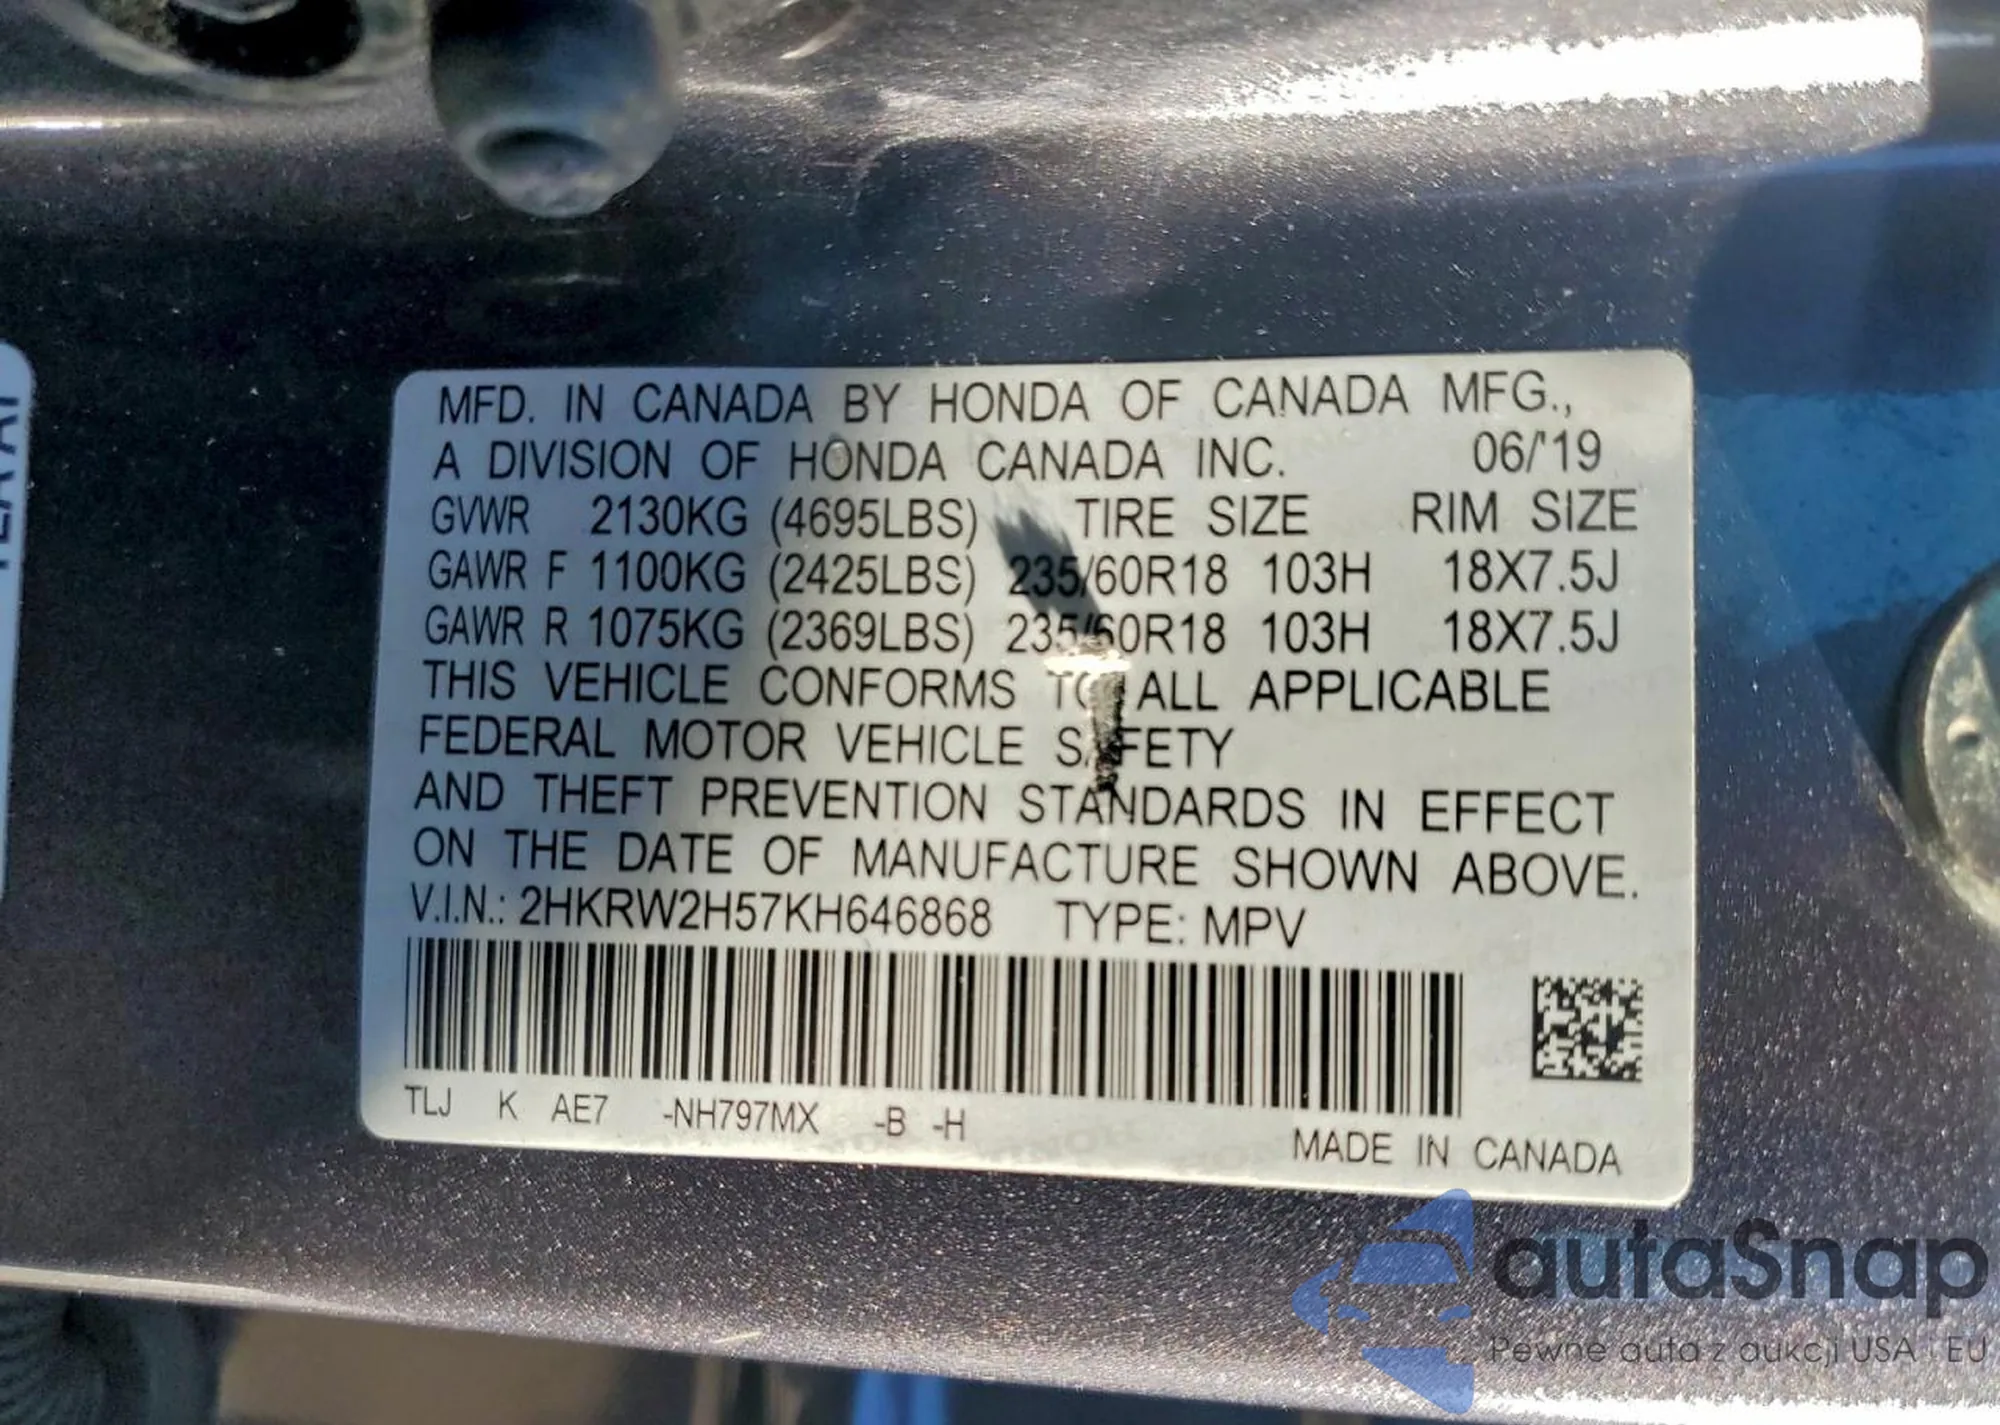 MFD. IN CANADA BY HONDA OF CANADA MFG.,
A DIVISION OF HONDA CANADA INC. 06/'19
GVWR 2130KG (4695LBS) TIRE SIZE RIM SIZE
GAWR F 1100KG (2425LBS) 235/60R18 103H 18X7.5J
GAWR R 1075KG (2369LBS) 235/60R18 103H 18X7.5J
THIS VEHICLE CONFORMS TO ALL APPLICABLE
FEDERAL MOTOR VEHICLE SAFETY
AND THEFT PREVENTION STANDARDS IN EFFECT
ON THE DATE OF MANUFACTURE SHOWN ABOVE.
V.I.N.: 2HKRW2H57KH646868 TYPE: MPV
TLJ K AE7 -NH797MX -B -H
MADE IN CANADA
autaSnap
Pewne auta z aukcji USA i EU